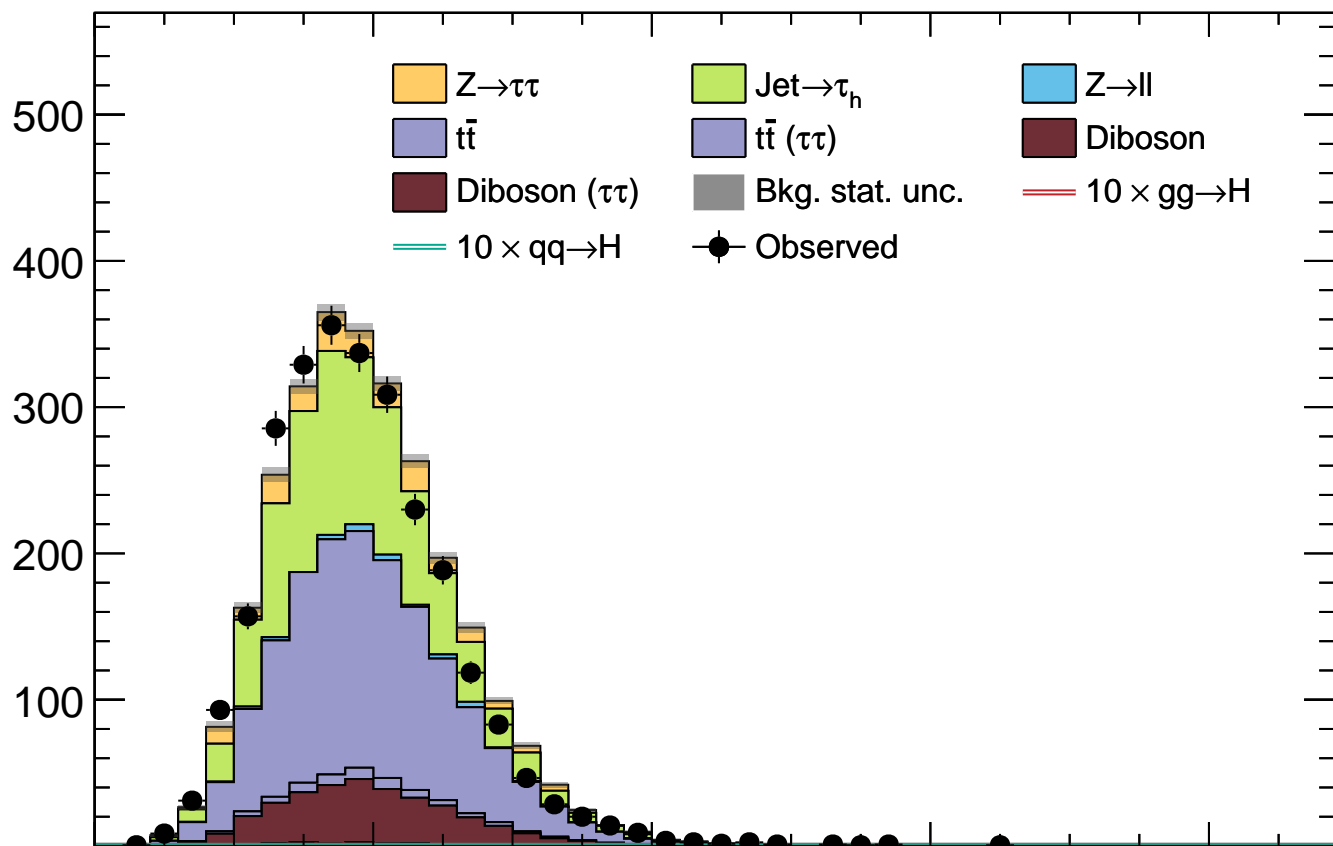 500
400
300
200
100
Z→ττ Jet→τₕ Z→ll
tt̄ tt̄ (ττ) Diboson
Diboson (ττ) Bkg. stat. unc. 10 × gg→H
10 × qq→H Observed